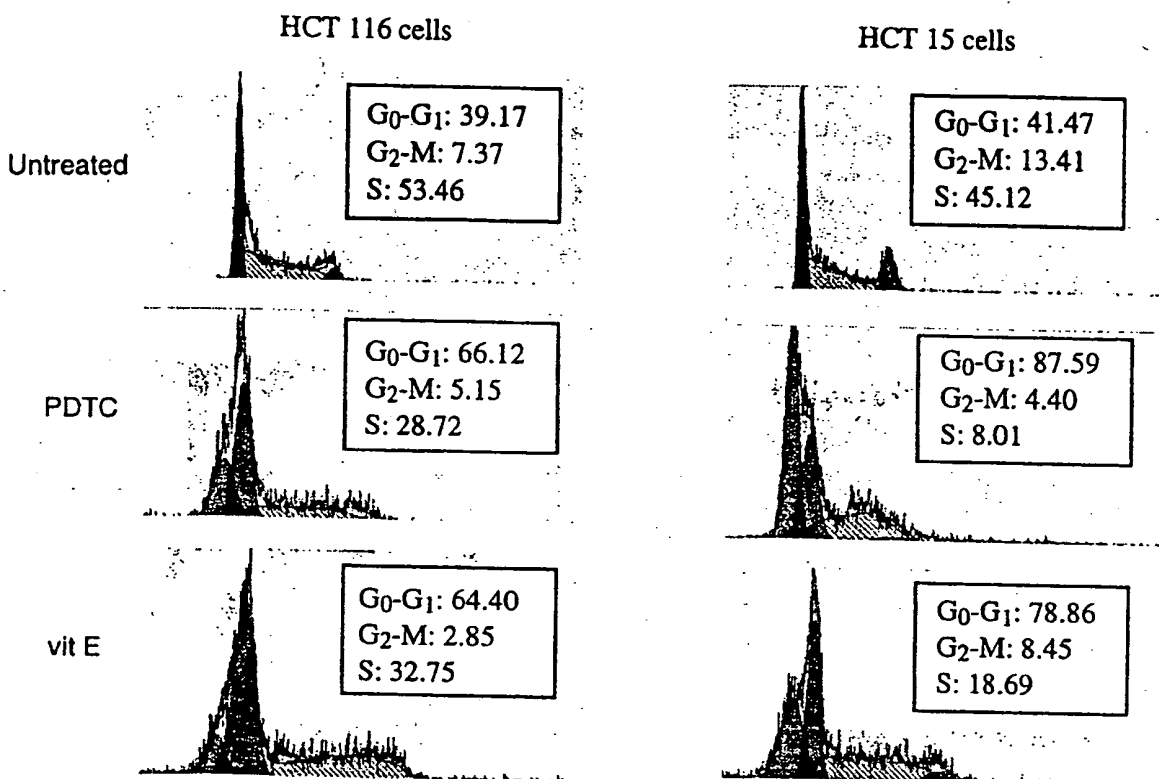 HCT 116 cells
HCT 15 cells
Untreated
G0-G1: 39.17
G2-M: 7.37
S: 53.46
G0-G1: 41.47
G2-M: 13.41
S: 45.12
PDTC
G0-G1: 66.12
G2-M: 5.15
S: 28.72
G0-G1: 87.59
G2-M: 4.40
S: 8.01
vit E
G0-G1: 64.40
G2-M: 2.85
S: 32.75
G0-G1: 78.86
G2-M: 8.45
S: 18.69